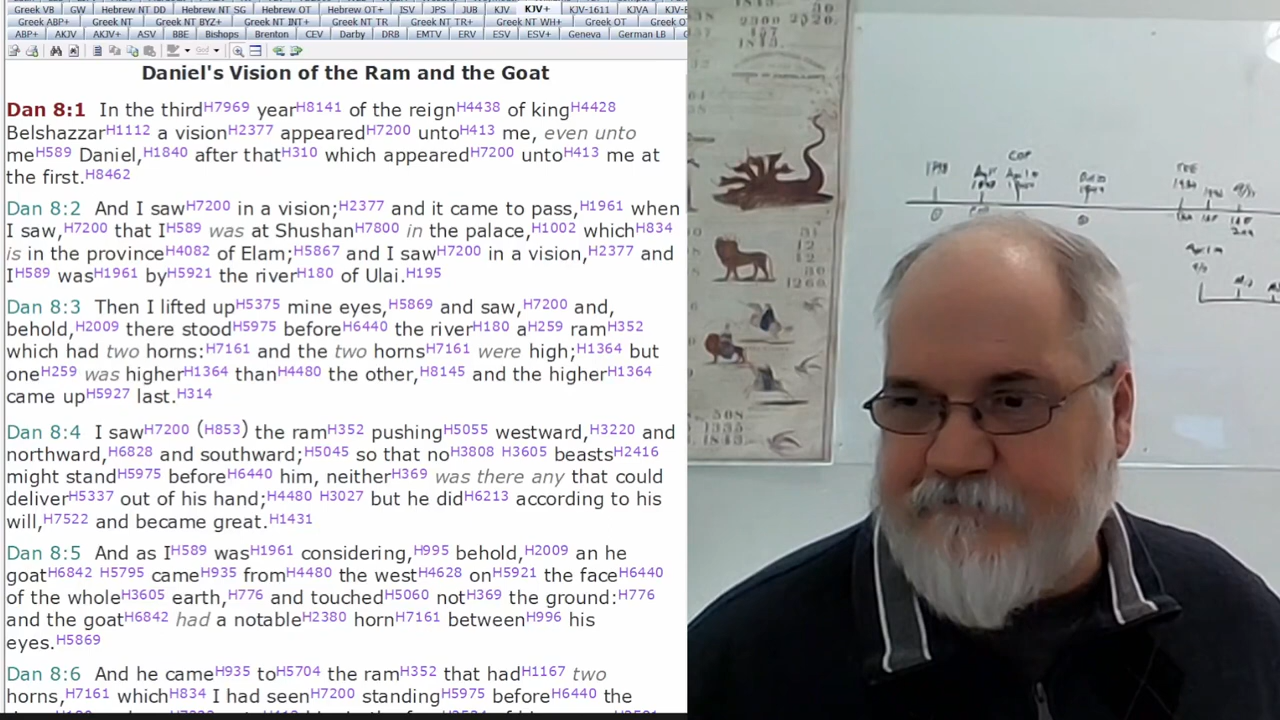 Greek VB GW Hebrew NT DD Hebrew NT SG Hebrew OT Hebrew OT+ ISV JPS JUB KJV KJV+ KJV-1611 KJVA
Greek ABP+ Greek NT Greek NT BYZ+ Greek NT INT+ Greek NT TR Greek NT TR+ Greek NT WH+ Greek OT
ABP+ AKJV AKJV+ ASV BBE Bishops Brenton CEV Darby DRB EMTV ERV ESV ESV+ Geneva German LB
Daniel's Vision of the Ram and the Goat
Dan 8:1 In the thirdH7969 yearH8141 of the reignH4438 of kingH4428
BelshazzarH1112 a visionH2377 appearedH7200 untoH413 me, even unto
meH589 Daniel,H1840 after thatH310 which appearedH7200 untoH413 me at
the first.H8462
Dan 8:2 And I sawH7200 in a vision;H2377 and it came to pass,H1961 when
I saw,H7200 that IH589 was at ShushanH7800 in the palace,H1002 whichH834
is in the provinceH4082 of Elam;H5867 and I sawH7200 in a vision,H2377 and
IH589 wasH1961 byH5921 the riverH180 of Ulai.H195
Dan 8:3 Then I lifted upH5375 mine eyes,H5869 and saw,H7200 and,
behold,H2009 there stoodH5975 beforeH6440 the riverH180 aH259 ramH352
which had two horns:H7161 and the two hornsH7161 were high;H1364 but
oneH259 was higherH1364 thanH4480 the other,H8145 and the higherH1364
came upH5927 last.H314
Dan 8:4 I sawH7200 (H853) the ramH352 pushingH5055 westward,H3220 and
northward,H6828 and southward;H5045 so that noH3808 H3605 beastsH2416
might standH5975 beforeH6440 him, neitherH369 was there any that could
deliverH5337 out of his hand;H4480 H3027 but he didH6213 according to his
will,H7522 and became great.H1431
Dan 8:5 And as IH589 wasH1961 considering,H995 behold,H2009 an he
goatH6842 H5795 cameH935 fromH4480 the westH4628 onH5921 the faceH6440
of the wholeH3605 earth,H776 and touchedH5060 notH369 the ground:H776
and the goatH6842 had a notableH2380 hornH7161 betweenH996 his
eyes.H5869
Dan 8:6 And he cameH935 toH5704 the ramH352 that hadH1167 two
horns,H7161 whichH834 I had seenH7200 standingH5975 beforeH6440 the
1843.
30
1260.
508
1335
1843.